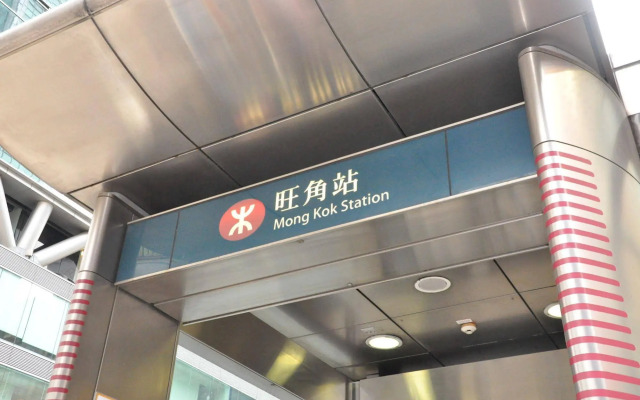 旺角站
Mong Kok Station